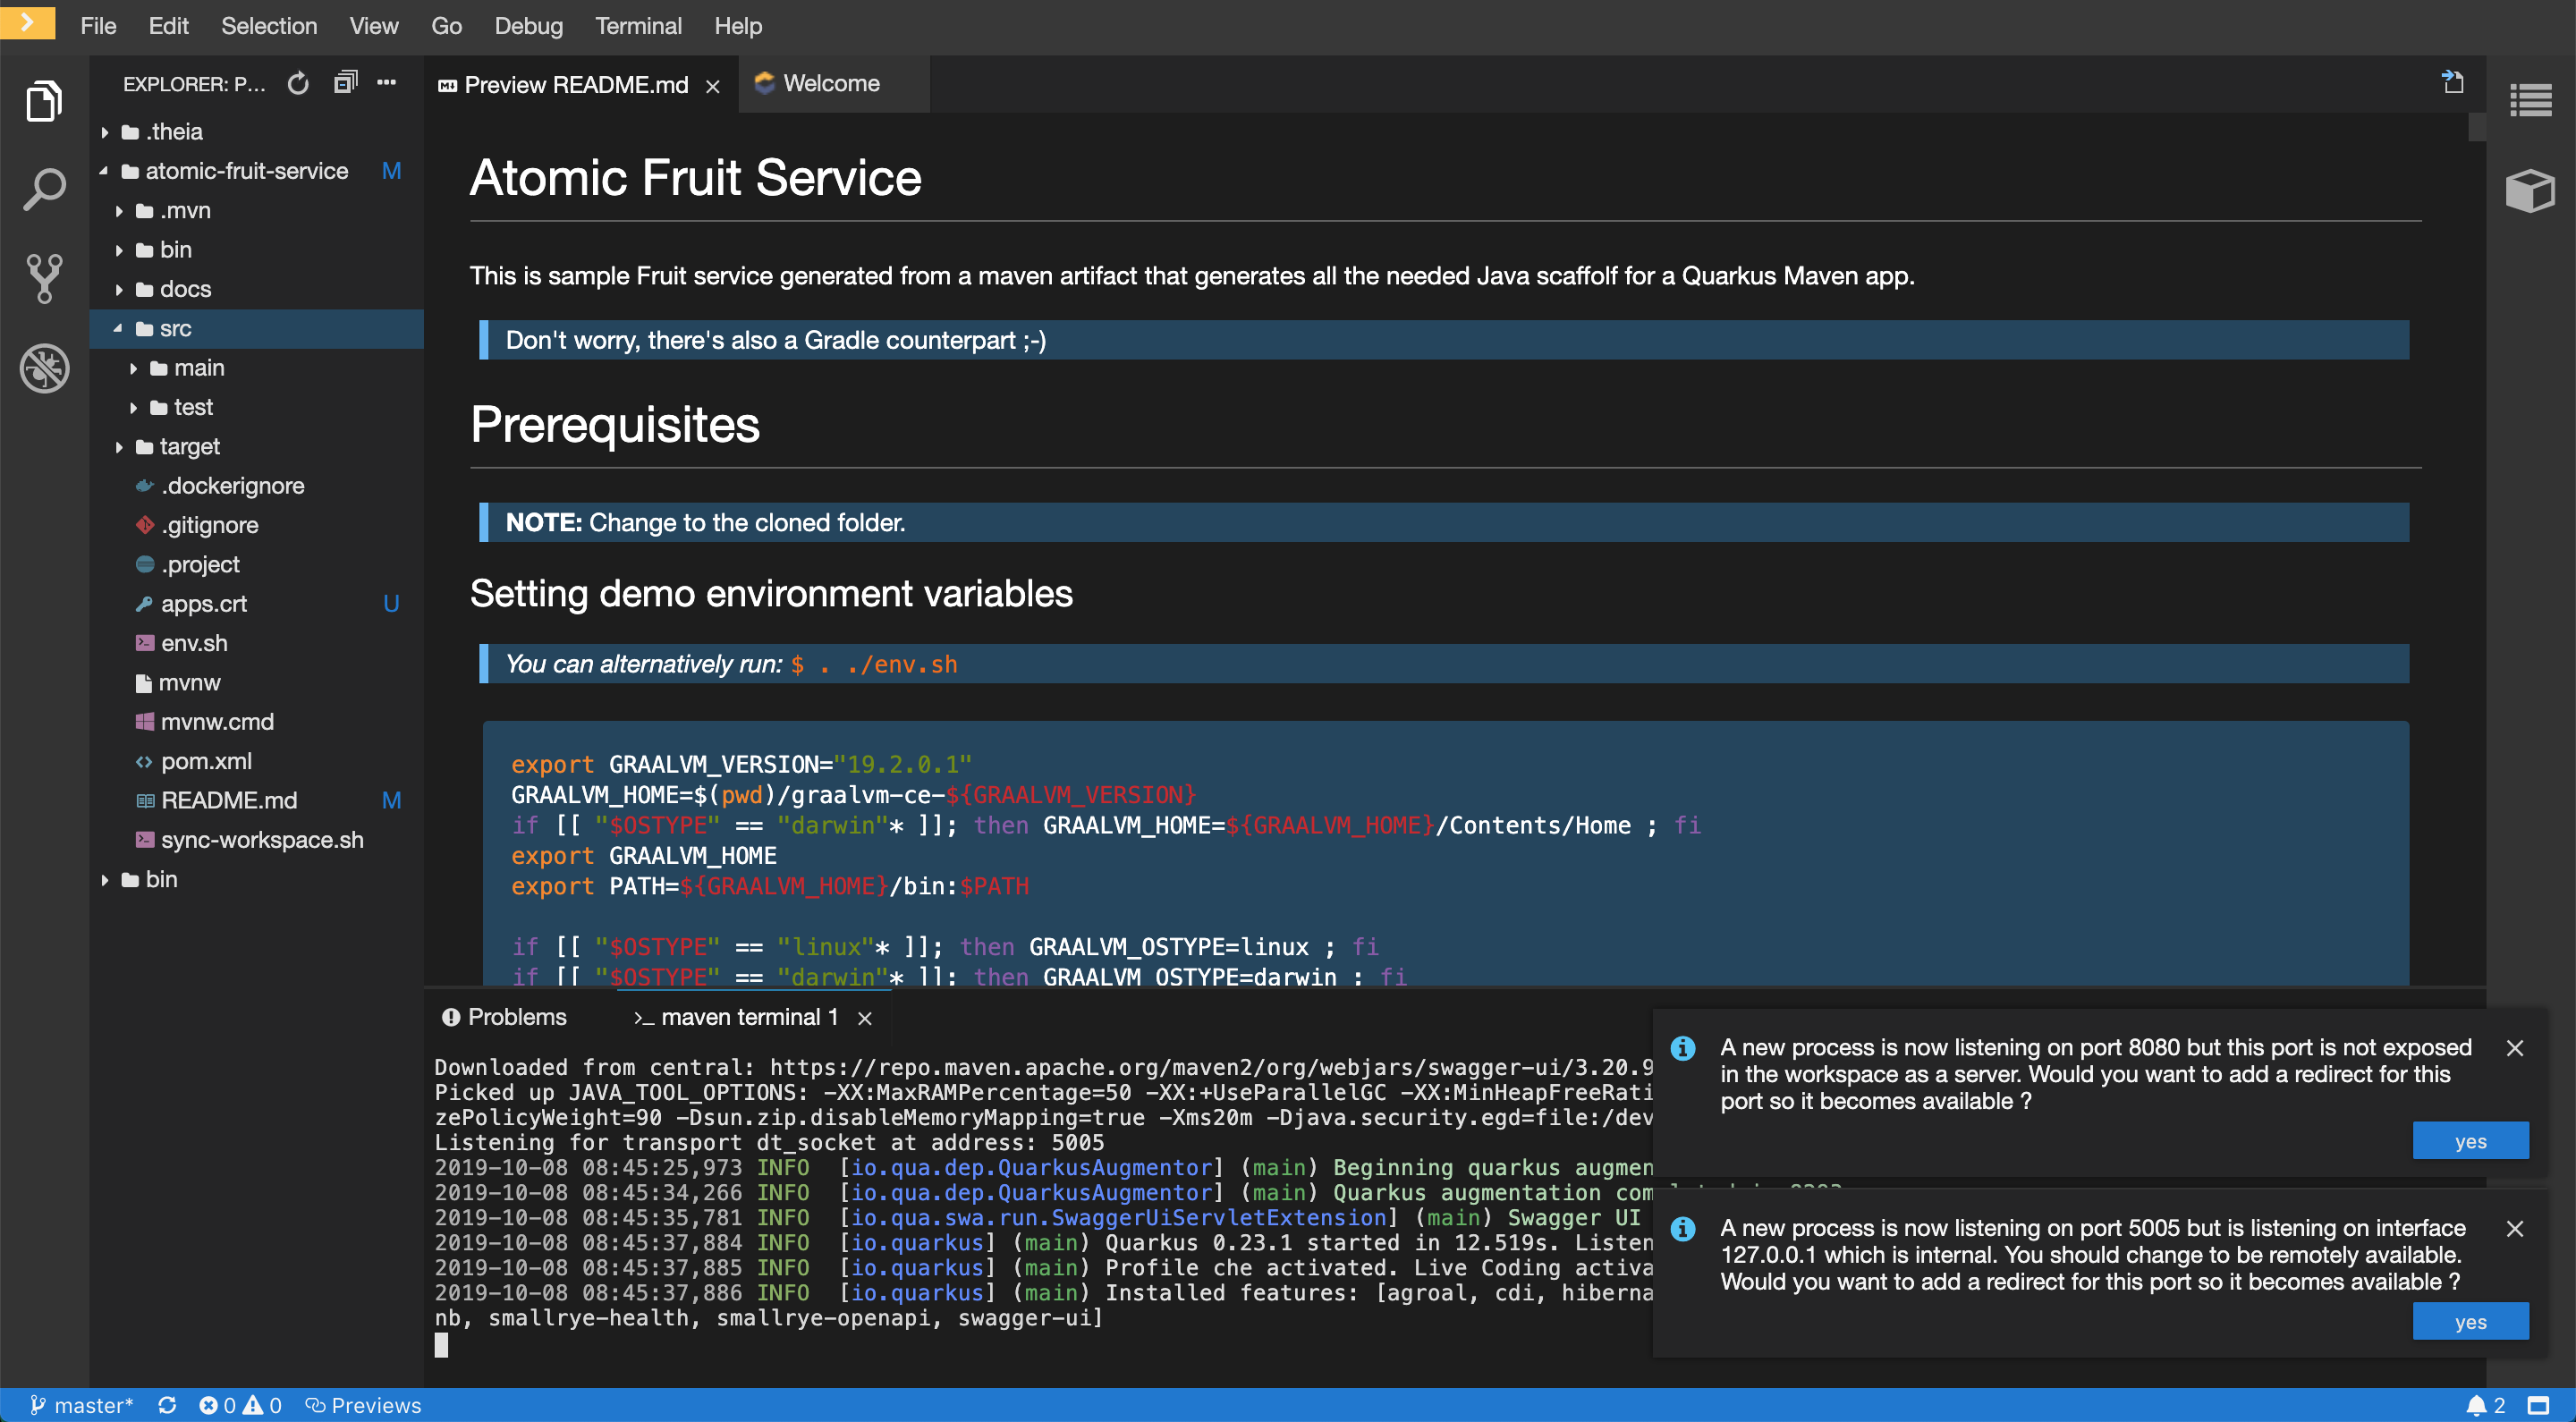 File Edit Selection View Go Debug Terminal Help
EXPLORER: P...
.theia
atomic-fruit-service M
.mvn
bin
docs
src
main
test
target
.dockerignore
.gitignore
.project
apps.crt U
env.sh
mvnw
mvnw.cmd
pom.xml
README.md M
sync-workspace.sh
bin
Preview README.md Welcome
Atomic Fruit Service
This is sample Fruit service generated from a maven artifact that generates all the needed Java scaffolf for a Quarkus Maven app.
Don't worry, there's also a Gradle counterpart ;-)
Prerequisites
NOTE: Change to the cloned folder.
Setting demo environment variables
You can alternatively run: $ . ./env.sh
export GRAALVM_VERSION="19.2.0.1"
GRAALVM_HOME=$(pwd)/graalvm-ce-${GRAALVM_VERSION}
if [[ "$OSTYPE" == "darwin"* ]]; then GRAALVM_HOME=${GRAALVM_HOME}/Contents/Home ; fi
export GRAALVM_HOME
export PATH=${GRAALVM_HOME}/bin:$PATH
if [[ "$OSTYPE" == "linux"* ]]; then GRAALVM_OSTYPE=linux ; fi
if [[ "$OSTYPE" == "darwin"* ]]; then GRAALVM_OSTYPE=darwin ; fi
Problems >_ maven terminal 1
Downloaded from central: https://repo.maven.apache.org/maven2/org/webjars/swagger-ui/3.20.9
Picked up JAVA_TOOL_OPTIONS: -XX:MaxRAMPercentage=50 -XX:+UseParallelGC -XX:MinHeapFreeRati
zePolicyWeight=90 -Dsun.zip.disableMemoryMapping=true -Xms20m -Djava.security.egd=file:/dev
Listening for transport dt_socket at address: 5005
2019-10-08 08:45:25,973 INFO [io.qua.dep.QuarkusAugmentor] (main) Beginning quarkus augmen
2019-10-08 08:45:34,266 INFO [io.qua.dep.QuarkusAugmentor] (main) Quarkus augmentation com
2019-10-08 08:45:35,781 INFO [io.qua.swa.run.SwaggerUiServletExtension] (main) Swagger UI
2019-10-08 08:45:37,884 INFO [io.quarkus] (main) Quarkus 0.23.1 started in 12.519s. Listen
2019-10-08 08:45:37,885 INFO [io.quarkus] (main) Profile che activated. Live Coding activa
2019-10-08 08:45:37,886 INFO [io.quarkus] (main) Installed features: [agroal, cdi, hiberna
nb, smallrye-health, smallrye-openapi, swagger-ui]
A new process is now listening on port 8080 but this port is not exposed
in the workspace as a server. Would you want to add a redirect for this
port so it becomes available ?
yes
A new process is now listening on port 5005 but is listening on interface
127.0.0.1 which is internal. You should change to be remotely available.
Would you want to add a redirect for this port so it becomes available ?
yes
master* 0 0 Previews 2